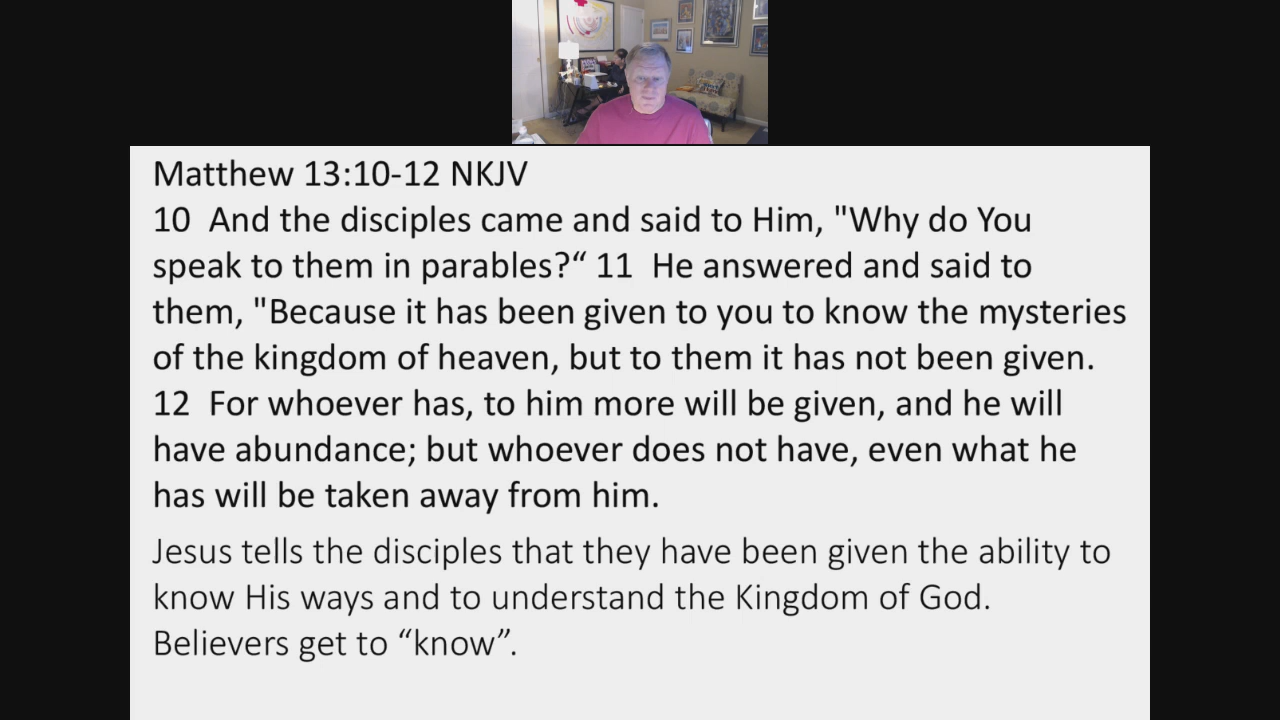 Matthew 13:10-12 NKJV
10  And the disciples came and said to Him, "Why do You
speak to them in parables?“ 11  He answered and said to
them, "Because it has been given to you to know the mysteries
of the kingdom of heaven, but to them it has not been given.
12  For whoever has, to him more will be given, and he will
have abundance; but whoever does not have, even what he
has will be taken away from him.
Jesus tells the disciples that they have been given the ability to
know His ways and to understand the Kingdom of God.
Believers get to “know”.